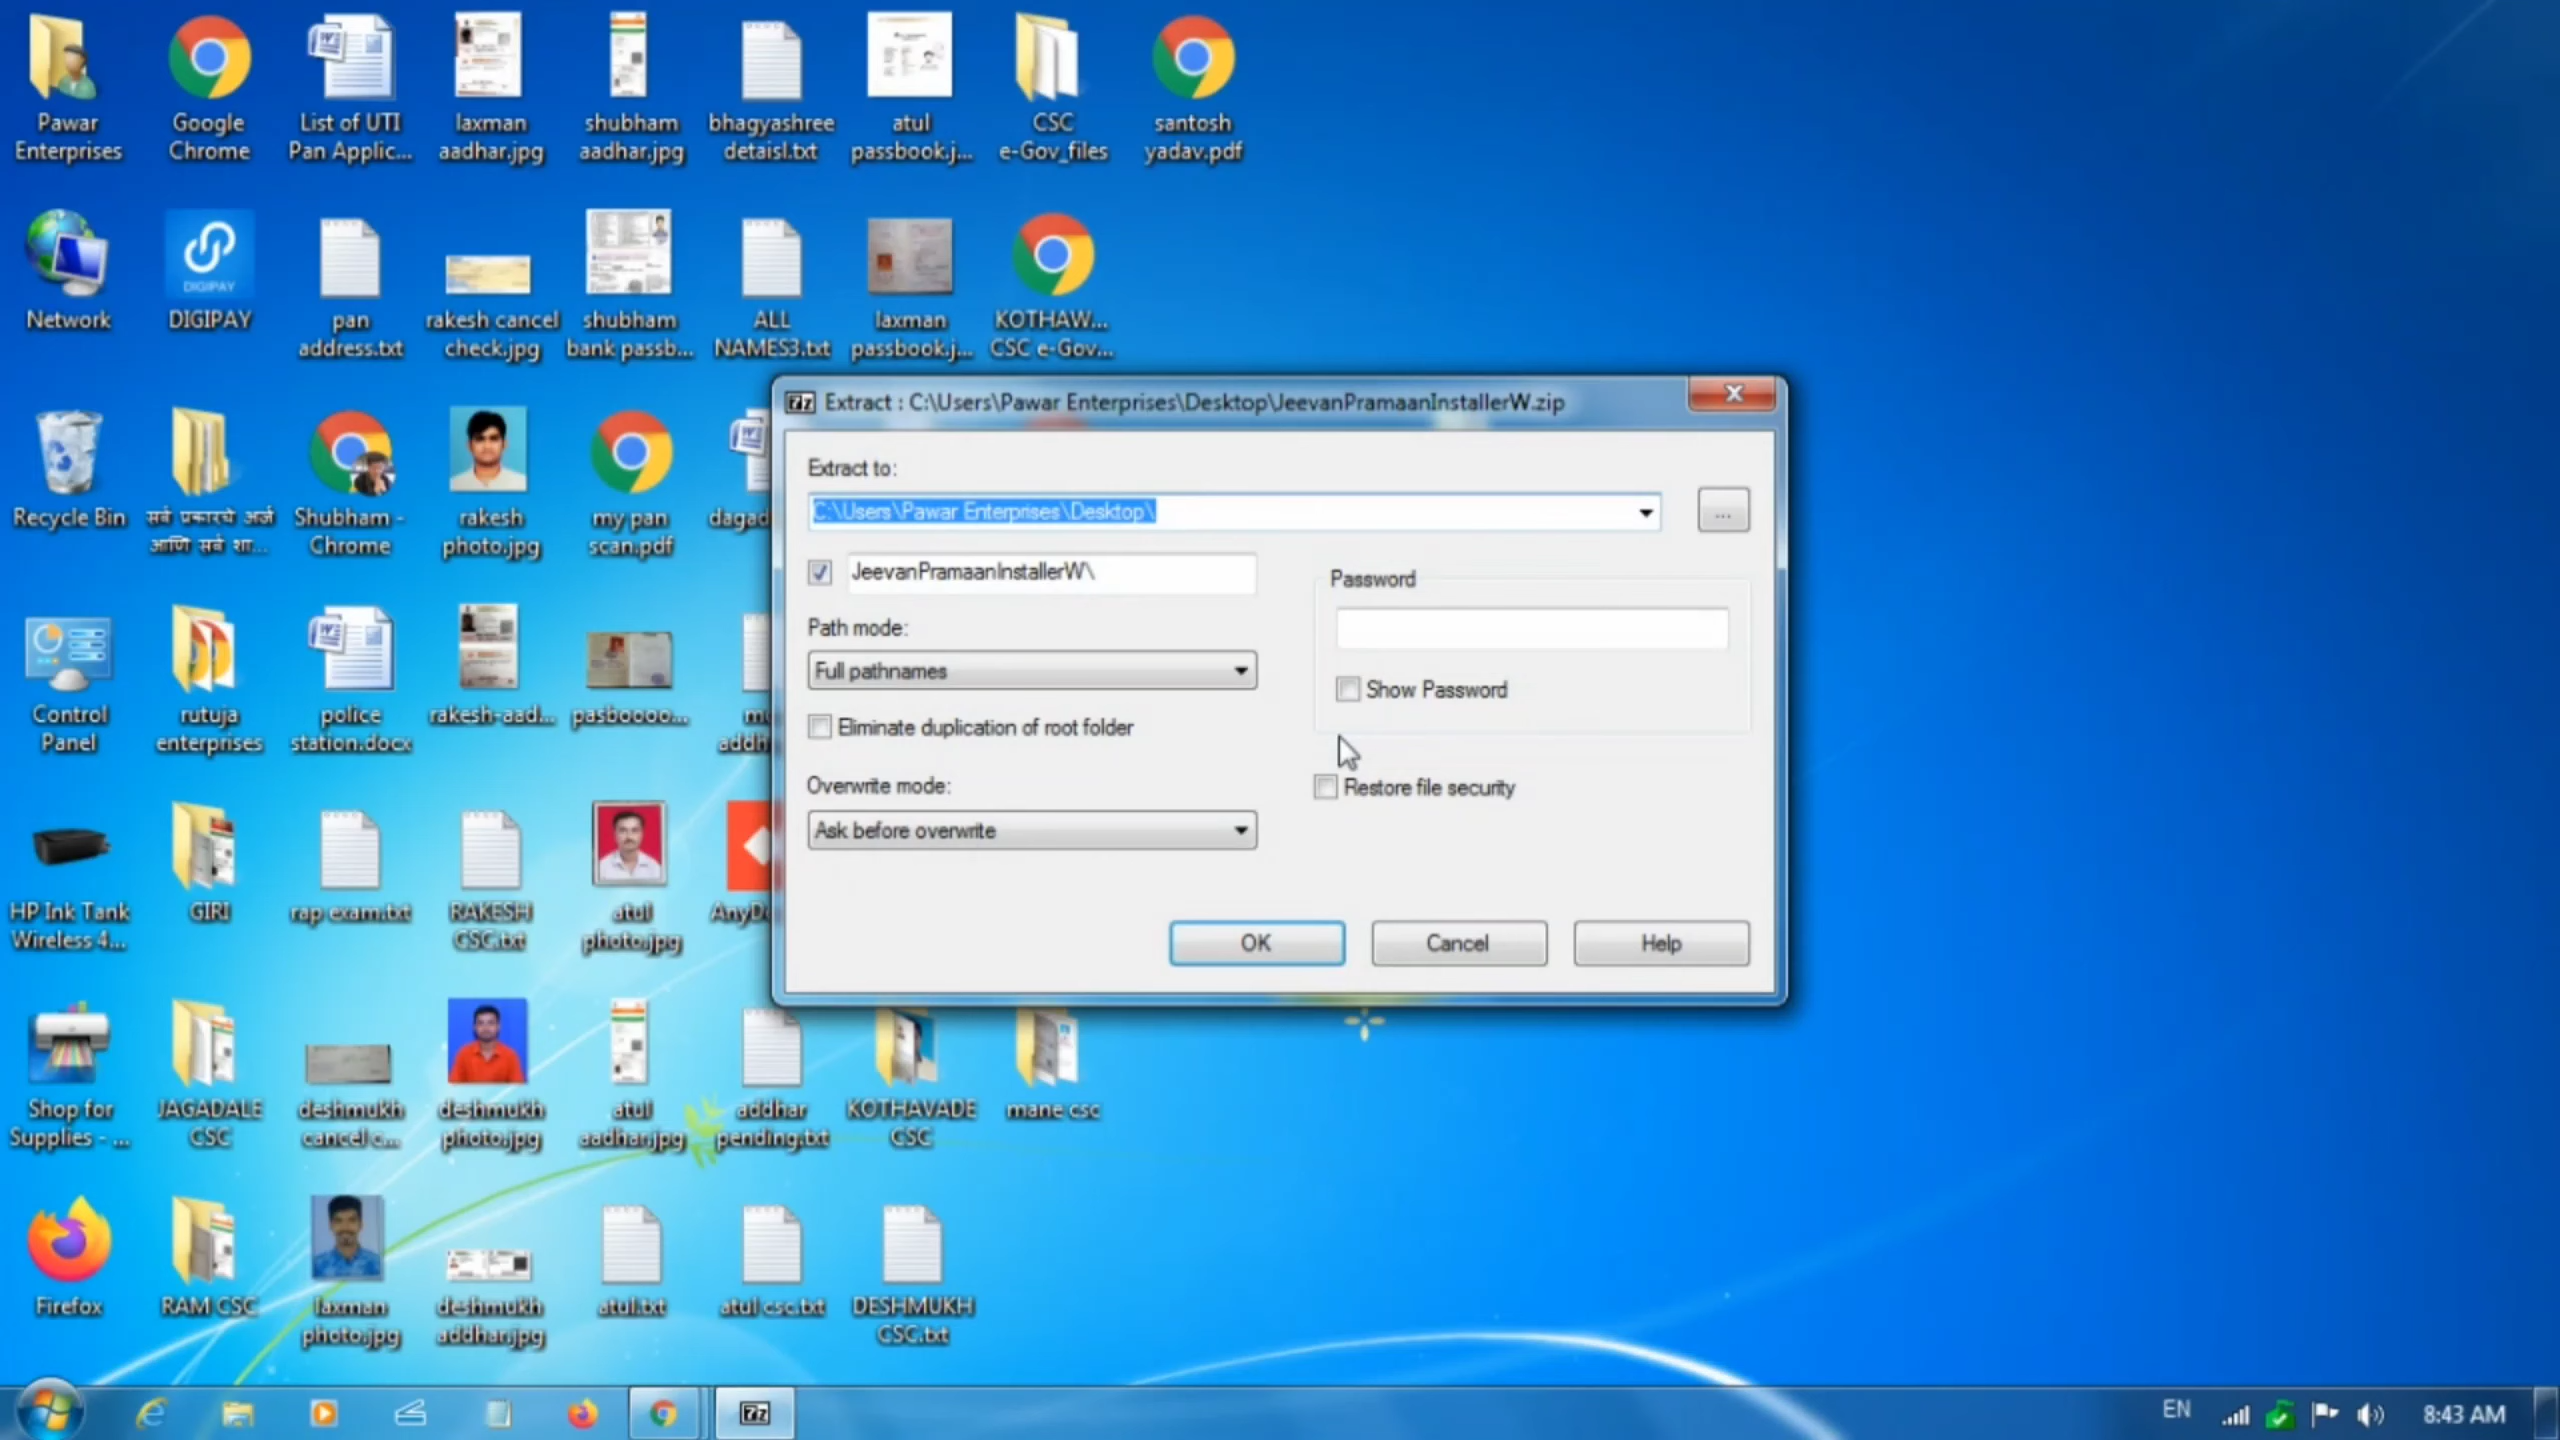 Pawar
Enterprises
Google
Chrome
List of UTI
Pan Applic...
laxman
aadhar.jpg
shubham
aadhar.jpg
bhagyashree
detaisl.txt
atul
passbook.j...
CSC
e-Gov_files
santosh
yadav.pdf
Network
DIGIPAY
DIGIPAY
pan
address.txt
rakesh cancel
check.jpg
shubham
bank passb...
ALL
NAMES3.txt
laxman
passbook.j...
KOTHAW...
CSC e-Gov...
Recycle Bin
सर्व प्रकारचे अर्ज
आणि सर्व शा...
Shubham -
Chrome
rakesh
photo.jpg
my pan
scan.pdf
dagad
Control
Panel
rutuja
enterprises
police
station.docx
rakesh-aad...
pasboooo...
addh
HP Ink Tank
Wireless 4...
GIRI
rap exam.txt
RAKESH
CSC.txt
atul
photo.jpg
AnyD
Shop for
Supplies - ...
JAGADALE
CSC
deshmukh
cancel c...
deshmukh
photo.jpg
atul
aadhar.jpg
addhar
pending.txt
KOTHAVADE
CSC
mane csc
Firefox
RAM CSC
laxman
photo.jpg
deshmukh
addhar.jpg
atul.txt
atul csc.txt
DESHMUKH
CSC.txt
7z Extract : C:\Users\Pawar Enterprises\Desktop\JeevanPramaanInstallerW.zip
Extract to:
C:\Users\Pawar Enterprises\Desktop\
...
JeevanPramaanInstallerW\
Path mode:
Full pathnames
Eliminate duplication of root folder
Overwrite mode:
Ask before overwrite
Password
Show Password
Restore file security
OK
Cancel
Help
7z
EN
8:43 AM